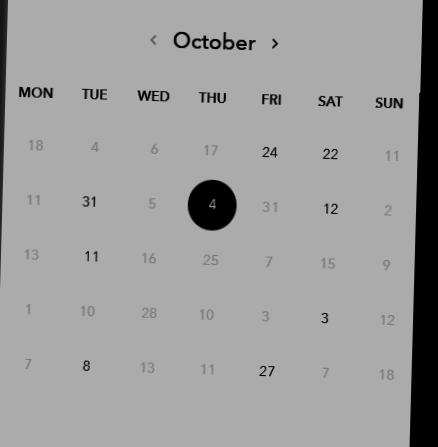 ‹ October ›
MON TUE WED THU FRI SAT SUN
18 4 6 17 24 22 11
11 31 5 4 31 12 2
13 11 16 25 7 15 9
1 10 28 10 3 3 12
7 8 13 11 27 7 18